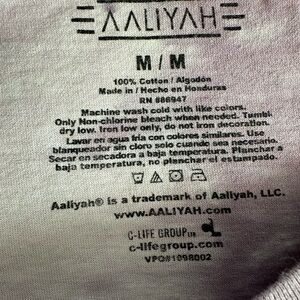 AALIYAH
M / M
100% Cotton / Algodón
Made in / Hecho en Honduras
RN #86947
Machine wash cold with like colors.
Only Non-chlorine bleach when needed. Tumble
dry low. Iron low only, do not iron decoration.
Lavar en agua fria con colores similares. Use
blanqueador sin cloro solo cuando sea necesario.
Secar en secadora a baja temperatura. Planchar a
baja temperatura, no planchar el estampado.
Aaliyah® is a trademark of Aaliyah, LLC.
www.AALIYAH.com
C-LIFE GROUP LTD
c-lifegroup.com
VPO#1098002